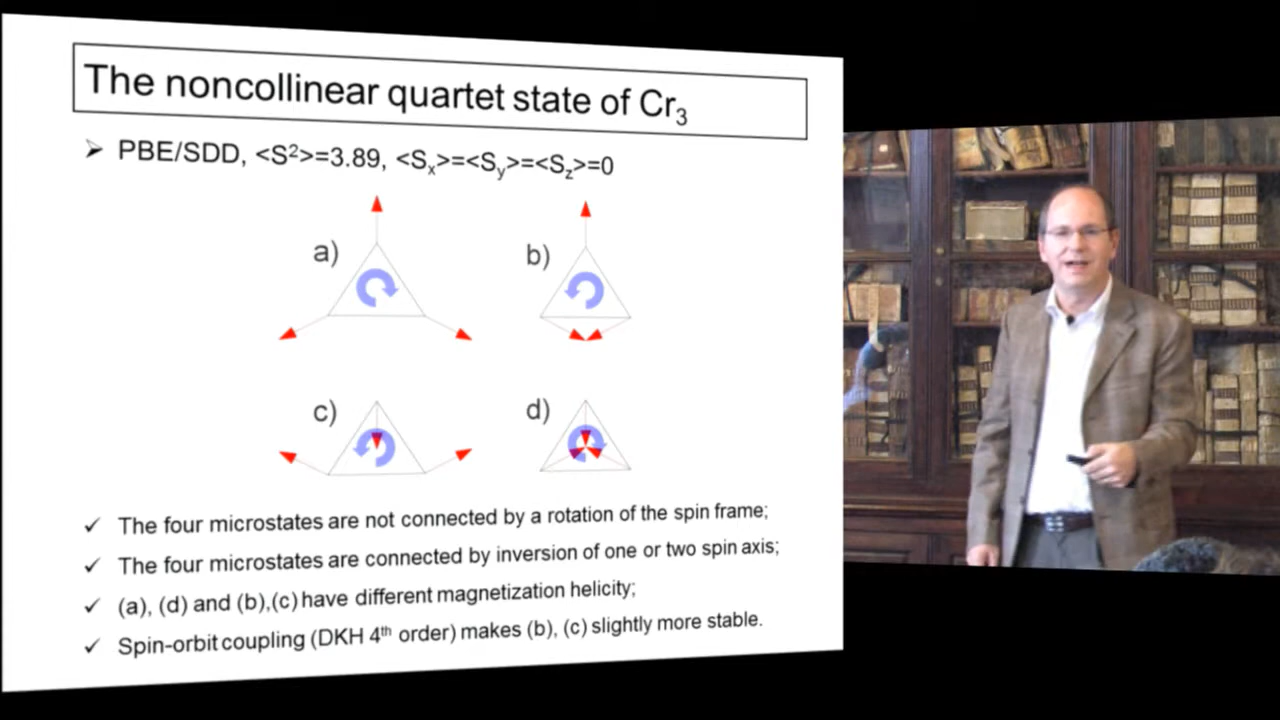 The noncollinear quartet state of Cr₃
➢ PBE/SDD, <S²>=3.89, <Sₓ>=<Sᵧ>=<S_z>=0
a)
b)
c)
d)
✓ The four microstates are not connected by a rotation of the spin frame;
✓ The four microstates are connected by inversion of one or two spin axis;
✓ (a), (d) and (b),(c) have different magnetization helicity;
✓ Spin-orbit coupling (DKH 4ᵗʰ order) makes (b), (c) slightly more stable.